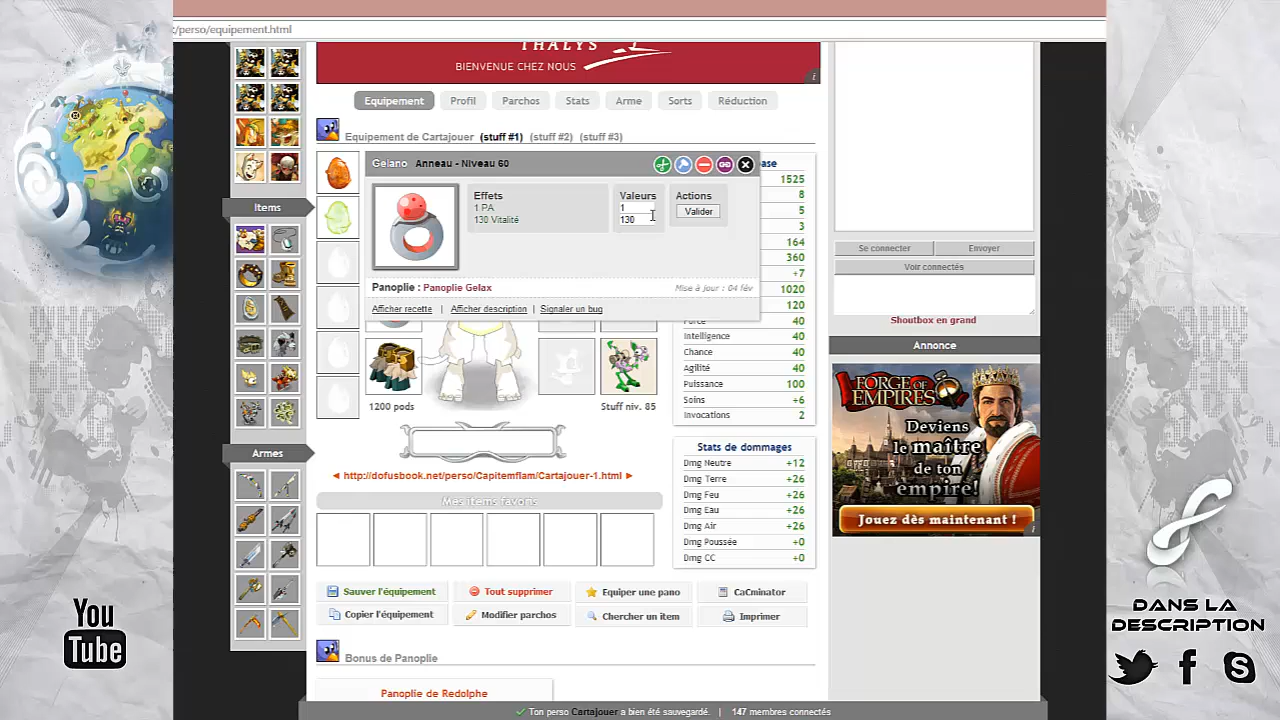 /perso/equipement.html
THALYS
BIENVENUE CHEZ NOUS
Equipement
Profil
Parchos
Stats
Arme
Sorts
Réduction
Equipement de Cartajouer (stuff #1) (stuff #2) (stuff #3)
Gelano Anneau - Niveau 60
Effets
1 PA
130 Vitalité
Valeurs
1
130
Actions
Valider
Panoplie : Panoplie Gelax
Mise à jour : 04 fév
Afficher recette | Afficher description | Signaler un bug
1200 pods
Stuff niv. 85
◄ http://dofusbook.net/perso/Capitemflam/Cartajouer-1.html ►
Mes items favoris
Sauver l'équipement
Tout supprimer
Equiper une pano
CaCminator
Copier l'équipement
Modifier parchos
Chercher un item
Imprimer
Bonus de Panoplie
Panoplie de Redolphe
Items
Armes
base
1525
8
5
3
164
360
+7
1020
120
Force 40
Intelligence 40
Chance 40
Agilité 40
Puissance 100
Soins +6
Invocations 2
Stats de dommages
Dmg Neutre +12
Dmg Terre +26
Dmg Feu +26
Dmg Eau +26
Dmg Air +26
Dmg Poussée +0
Dmg CC +0
Se connecter
Envoyer
Voir connectés
Shoutbox en grand
Annonce
FORGE OF EMPIRES
Deviens
le maître
de ton
empire!
Jouez dès maintenant !
Ton perso Cartajouer a bien été sauvegardé. | 147 membres connectés
You
Tube
DANS LA
DESCRIPTION